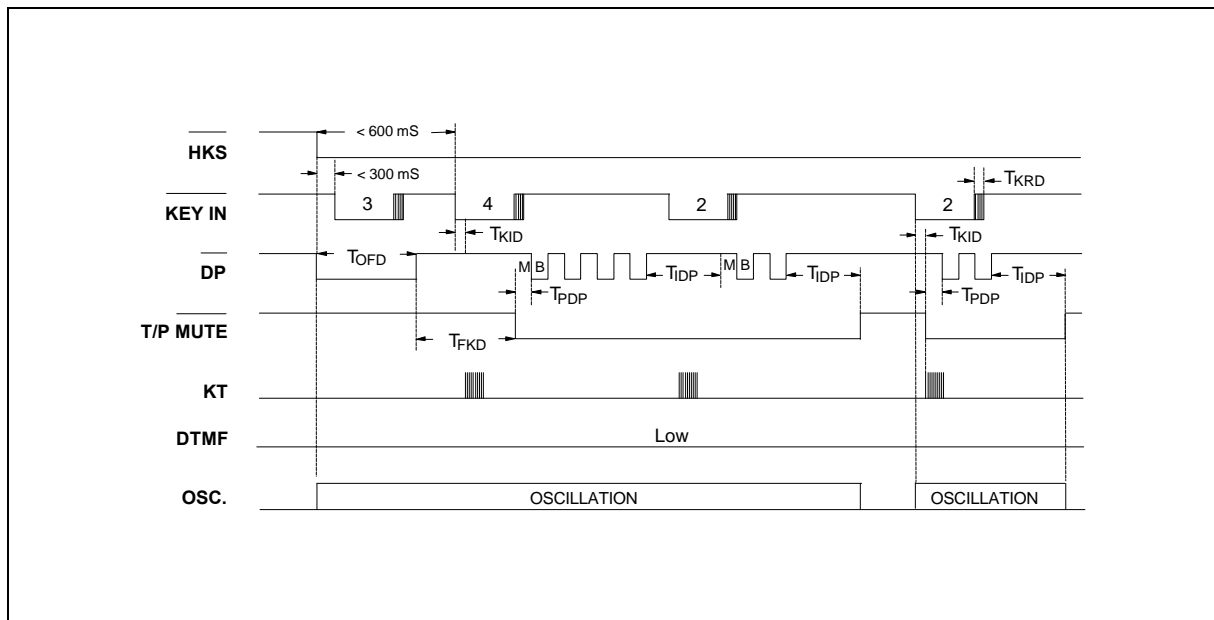 < 600 mS
HKS
< 300 mS
TKRD
KEY IN 3 4 2 2
TKID TKID
TOFD
DP M B TIDP M B TIDP TIDP
TPDP TPDP
T/P MUTE
TFKD
KT
DTMF Low
OSC. OSCILLATION OSCILLATION